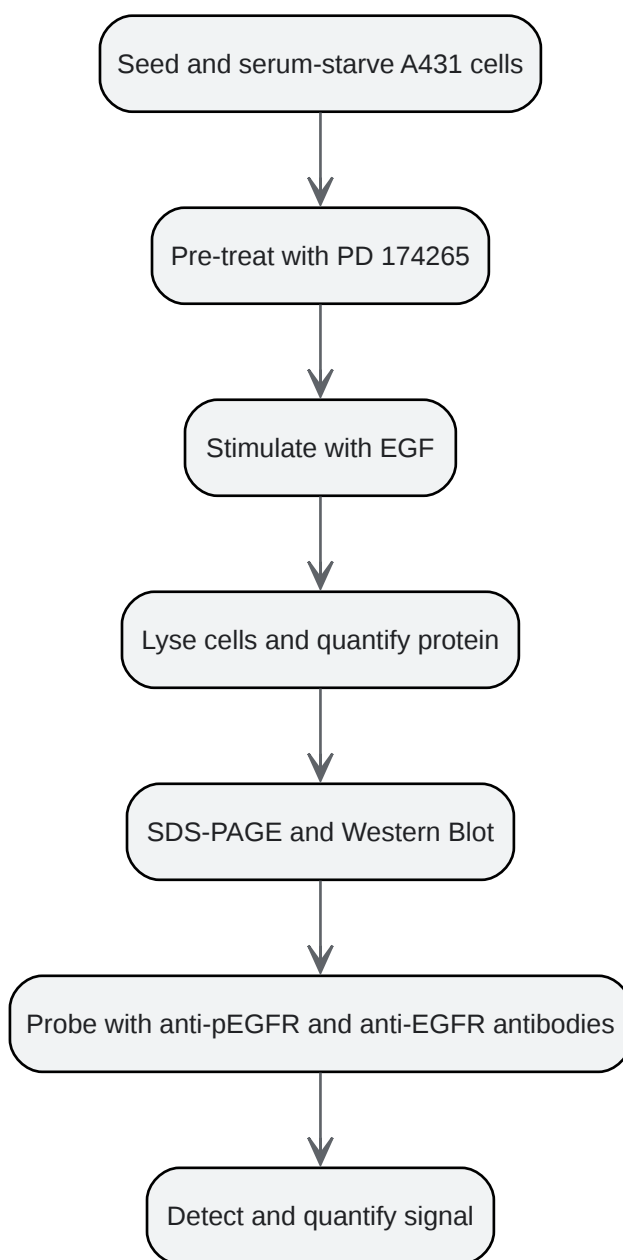 Seed and serum-starve A431 cells
Pre-treat with PD 174265
Stimulate with EGF
Lyse cells and quantify protein
SDS-PAGE and Western Blot
Probe with anti-pEGFR and anti-EGFR antibodies
Detect and quantify signal